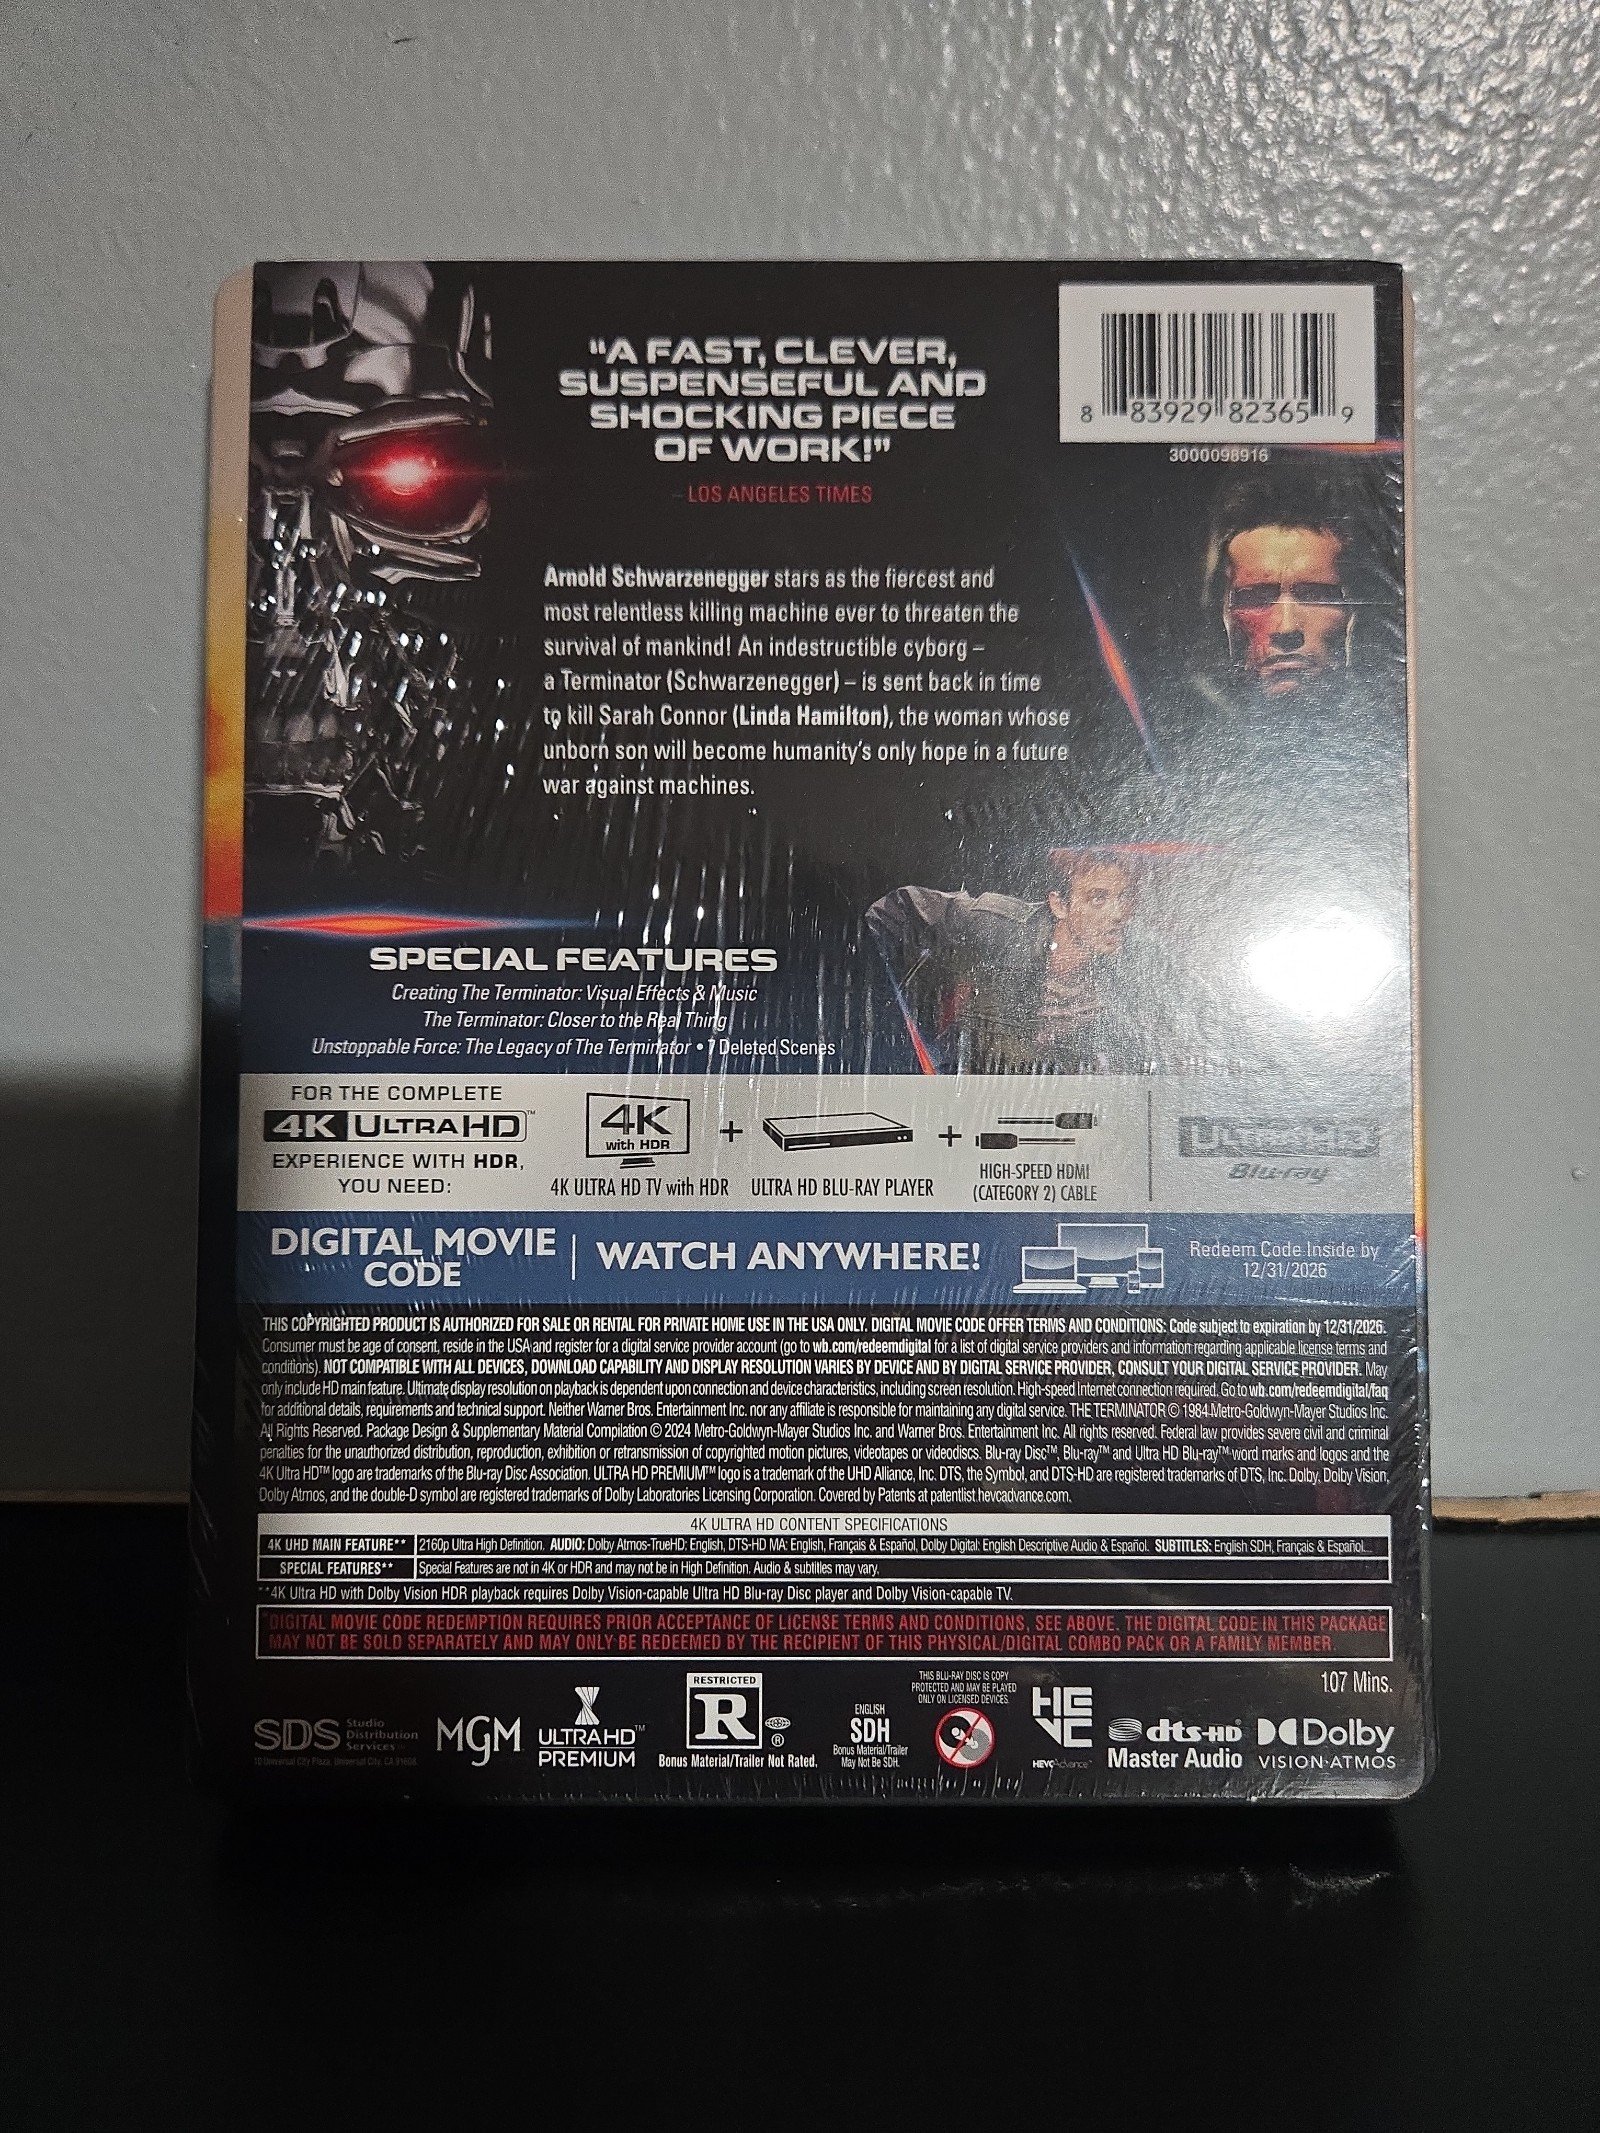 "A FAST, CLEVER,
SUSPENSEFUL AND
SHOCKING PIECE
OF WORK!"
– LOS ANGELES TIMES
8 83929 82365 9
3000098916
Arnold Schwarzenegger stars as the fiercest and
most relentless killing machine ever to threaten the
survival of mankind! An indestructible cyborg –
a Terminator (Schwarzenegger) – is sent back in time
to kill Sarah Connor (Linda Hamilton), the woman whose
unborn son will become humanity's only hope in a future
war against machines.
SPECIAL FEATURES
Creating The Terminator: Visual Effects & Music
The Terminator: Closer to the Real Thing
Unstoppable Force: The Legacy of The Terminator • 7 Deleted Scenes
FOR THE COMPLETE
4K ULTRA HD™
EXPERIENCE WITH HDR,
YOU NEED:
4K
with HDR
+
+
4K ULTRA HD TV with HDR
ULTRA HD BLU-RAY PLAYER
HIGH-SPEED HDMI
(CATEGORY 2) CABLE
ULTRA HD
Blu-ray
DIGITAL MOVIE
CODE
WATCH ANYWHERE!
Redeem Code Inside by
12/31/2026
THIS COPYRIGHTED PRODUCT IS AUTHORIZED FOR SALE OR RENTAL FOR PRIVATE HOME USE IN THE USA ONLY. DIGITAL MOVIE CODE OFFER TERMS AND CONDITIONS: Code subject to expiration by 12/31/2026.
Consumer must be age of consent, reside in the USA and register for a digital service provider account (go to wb.com/redeemdigital for a list of digital service providers and information regarding applicable license terms and
conditions). NOT COMPATIBLE WITH ALL DEVICES, DOWNLOAD CAPABILITY AND DISPLAY RESOLUTION VARIES BY DEVICE AND BY DIGITAL SERVICE PROVIDER, CONSULT YOUR DIGITAL SERVICE PROVIDER. May
only include HD main feature. Ultimate display resolution on playback is dependent upon connection and device characteristics, including screen resolution. High-speed Internet connection required. Go to wb.com/redeemdigital/faq
for additional details, requirements and technical support. Neither Warner Bros. Entertainment Inc. nor any affiliate is responsible for maintaining any digital service. THE TERMINATOR © 1984 Metro-Goldwyn-Mayer Studios Inc.
All Rights Reserved. Package Design & Supplementary Material Compilation © 2024 Metro-Goldwyn-Mayer Studios Inc. and Warner Bros. Entertainment Inc. All rights reserved. Federal law provides severe civil and criminal
penalties for the unauthorized distribution, reproduction, exhibition or retransmission of copyrighted motion pictures, videotapes or videodiscs. Blu-ray Disc™, Blu-ray™ and Ultra HD Blu-ray™ word marks and logos and the
4K Ultra HD™ logo are trademarks of the Blu-ray Disc Association. ULTRA HD PREMIUM™ logo is a trademark of the UHD Alliance, Inc. DTS, the Symbol, and DTS-HD are registered trademarks of DTS, Inc. Dolby, Dolby Vision,
Dolby Atmos, and the double-D symbol are registered trademarks of Dolby Laboratories Licensing Corporation. Covered by Patents at patentlist.hevcadvance.com.
4K ULTRA HD CONTENT SPECIFICATIONS
4K UHD MAIN FEATURE** 2160p Ultra High Definition. AUDIO: Dolby Atmos-TrueHD: English, DTS-HD MA: English, Français & Español, Dolby Digital: English Descriptive Audio & Español. SUBTITLES: English SDH, Français & Español...
SPECIAL FEATURES** Special Features are not in 4K or HDR and may not be in High Definition. Audio & subtitles may vary.
**4K Ultra HD with Dolby Vision HDR playback requires Dolby Vision-capable Ultra HD Blu-ray Disc player and Dolby Vision-capable TV.
*DIGITAL MOVIE CODE REDEMPTION REQUIRES PRIOR ACCEPTANCE OF LICENSE TERMS AND CONDITIONS, SEE ABOVE. THE DIGITAL CODE IN THIS PACKAGE
MAY NOT BE SOLD SEPARATELY AND MAY ONLY BE REDEEMED BY THE RECIPIENT OF THIS PHYSICAL/DIGITAL COMBO PACK OR A FAMILY MEMBER.
107 Mins.
SDS Studio
Distribution
Services
10 Universal City Plaza, Universal City, CA 91608
MGM
ULTRA HD™
PREMIUM
RESTRICTED
R
®
Bonus Material/Trailer Not Rated.
ENGLISH
SDH
Bonus Material/Trailer
May Not Be SDH.
THIS BLU-RAY DISC IS COPY
PROTECTED AND MAY BE PLAYED
ONLY ON LICENSED DEVICES.
HEVC
HEVC Advance™
dts-HD®
Master Audio
Dolby
VISION·ATMOS